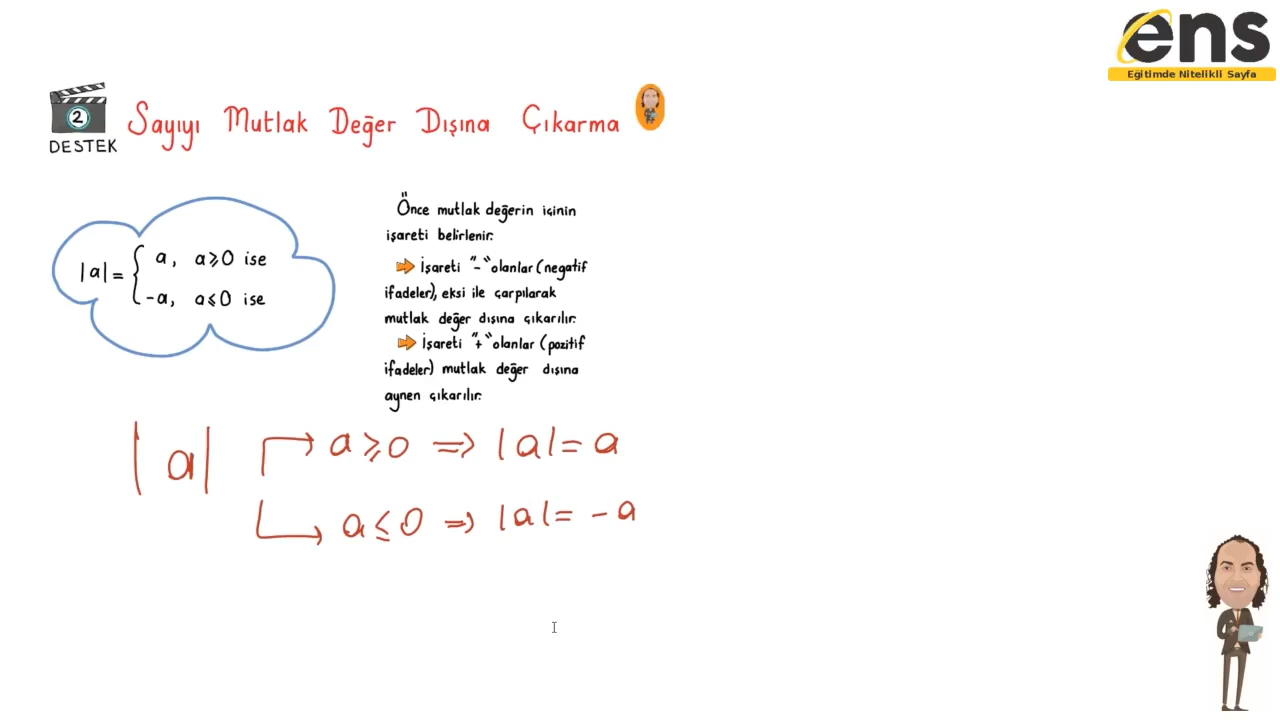 ens
Eğitimde Nitelikli Sayfa
2
DESTEK
Sayıyı Mutlak Değer Dışına Çıkarma
|a| = { a, a ⩾ 0 ise
-a, a ⩽ 0 ise
Önce mutlak değerin içinin
işareti belirlenir.
İşareti "-" olanlar (negatif
ifadeler), eksi ile çarpılarak
mutlak değer dışına çıkarılır.
İşareti "+" olanlar (pozitif
ifadeler) mutlak değer dışına
aynen çıkarılır.
|a|
a ⩾ 0 => |a| = a
a ≤ 0 => |a| = -a